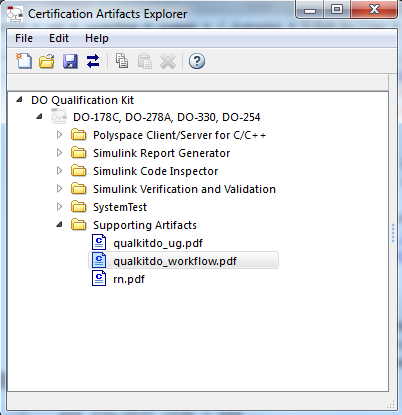 Certification Artifacts Explorer
File Edit Help
DO Qualification Kit
DO-178C, DO-278A, DO-330, DO-254
Polyspace Client/Server for C/C++
Simulink Report Generator
Simulink Code Inspector
Simulink Verification and Validation
SystemTest
Supporting Artifacts
qualkitdo_ug.pdf
qualkitdo_workflow.pdf
rn.pdf